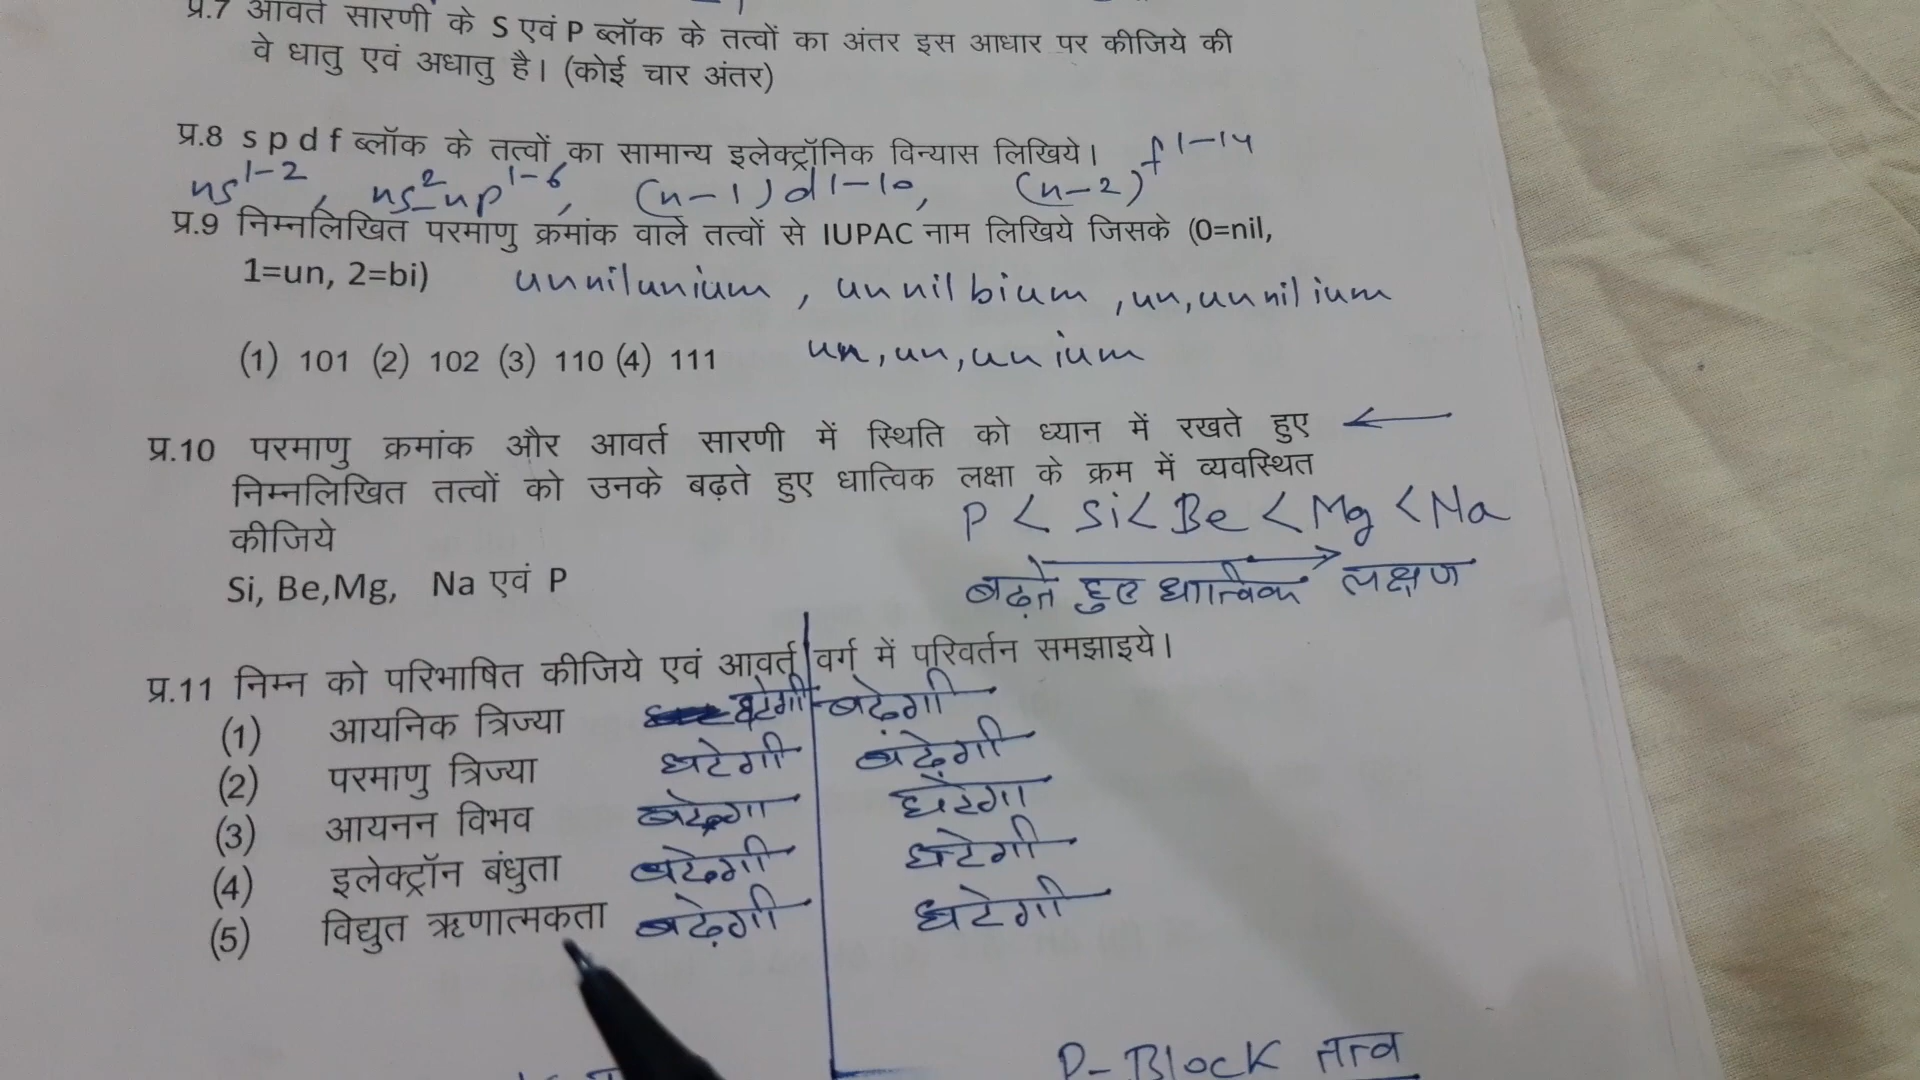 प्र.7 आवर्त सारणी के S एवं P ब्लॉक के तत्वों का अंतर इस आधार पर कीजिये की
वे धातु एवं अधातु है। (कोई चार अंतर)
प्र.8 s p d f ब्लॉक के तत्वों का सामान्य इलेक्ट्रॉनिक विन्यास लिखिये।
ns1-2, ns2 np1-6, (n-1)d1-10, (n-2)f1-14
प्र.9 निम्नलिखित परमाणु क्रमांक वाले तत्वों से IUPAC नाम लिखिये जिसके (0=nil,
1=un, 2=bi) unnilunium, unnilbium, un,unnilium
(1) 101 (2) 102 (3) 110 (4) 111 un,un,unium
प्र.10 परमाणु क्रमांक और आवर्त सारणी में स्थिति को ध्यान में रखते हुए
निम्नलिखित तत्वों को उनके बढ़ते हुए धात्विक लक्षा के क्रम में व्यवस्थित
कीजिये P < Si < Be < Mg < Na
Si, Be,Mg, Na एवं P बढ़ते हुए धात्विक लक्षण
प्र.11 निम्न को परिभाषित कीजिये एवं आवर्त वर्ग में परिवर्तन समझाइये।
(1) आयनिक त्रिज्या घटेगी बढ़ेगी
(2) परमाणु त्रिज्या घटेगी बढ़ेगी
(3) आयनन विभव बढ़ेगा घटेगा
(4) इलेक्ट्रॉन बंधुता बढ़ेगी घटेगी
(5) विद्युत ऋणात्मकता बढ़ेगी घटेगी
P-Block तत्व